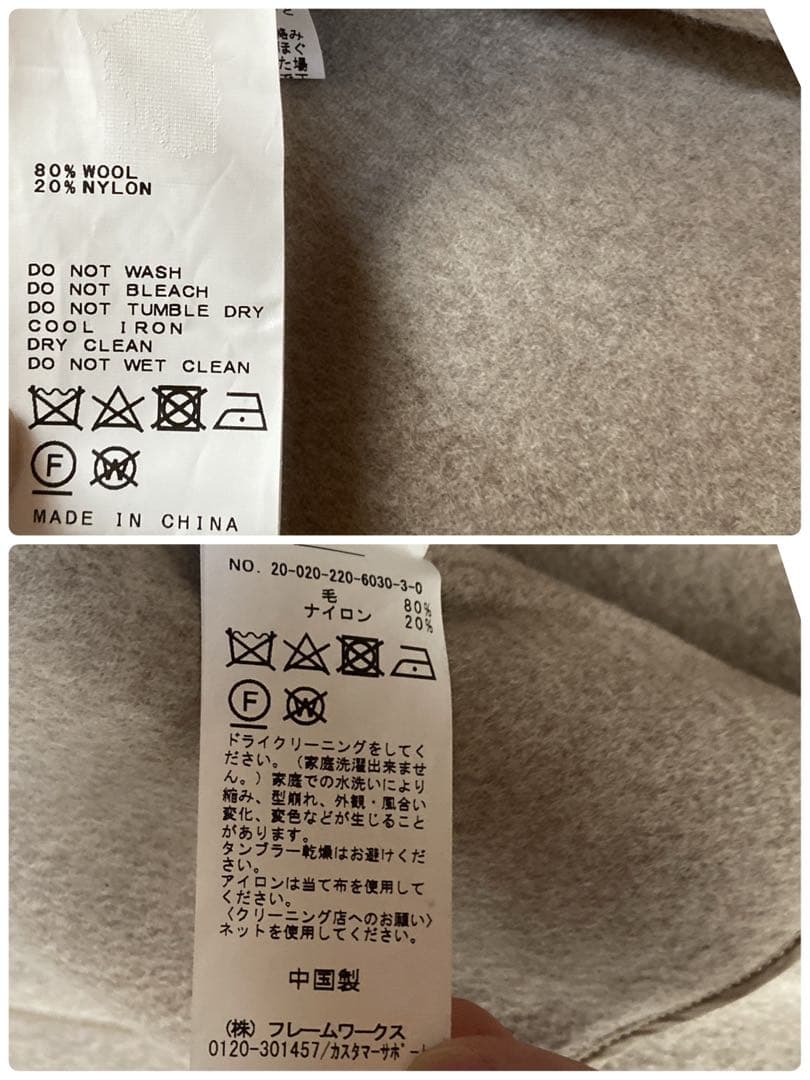 と
絡み
ほぐ
た場
80% WOOL
20% NYLON
DO NOT WASH
DO NOT BLEACH
DO NOT TUMBLE DRY
COOL IRON
DRY CLEAN
DO NOT WET CLEAN
F W
MADE IN CHINA
NO. 20-020-220-6030-3-0
毛 80%
ナイロン 20%
F W
ドライクリーニングをしてく
ださい。(家庭洗濯出来ませ
ん。)家庭での水洗いにより
縮み、型崩れ、外観・風合い
変化、変色などが生じること
があります。
タンブラー乾燥はお避けくだ
さい。
アイロンは当て布を使用して
ください。
〈クリーニング店へのお願い〉
ネットを使用してください。
中国製
(株) フレームワークス
0120-301457/カスタマーサポート